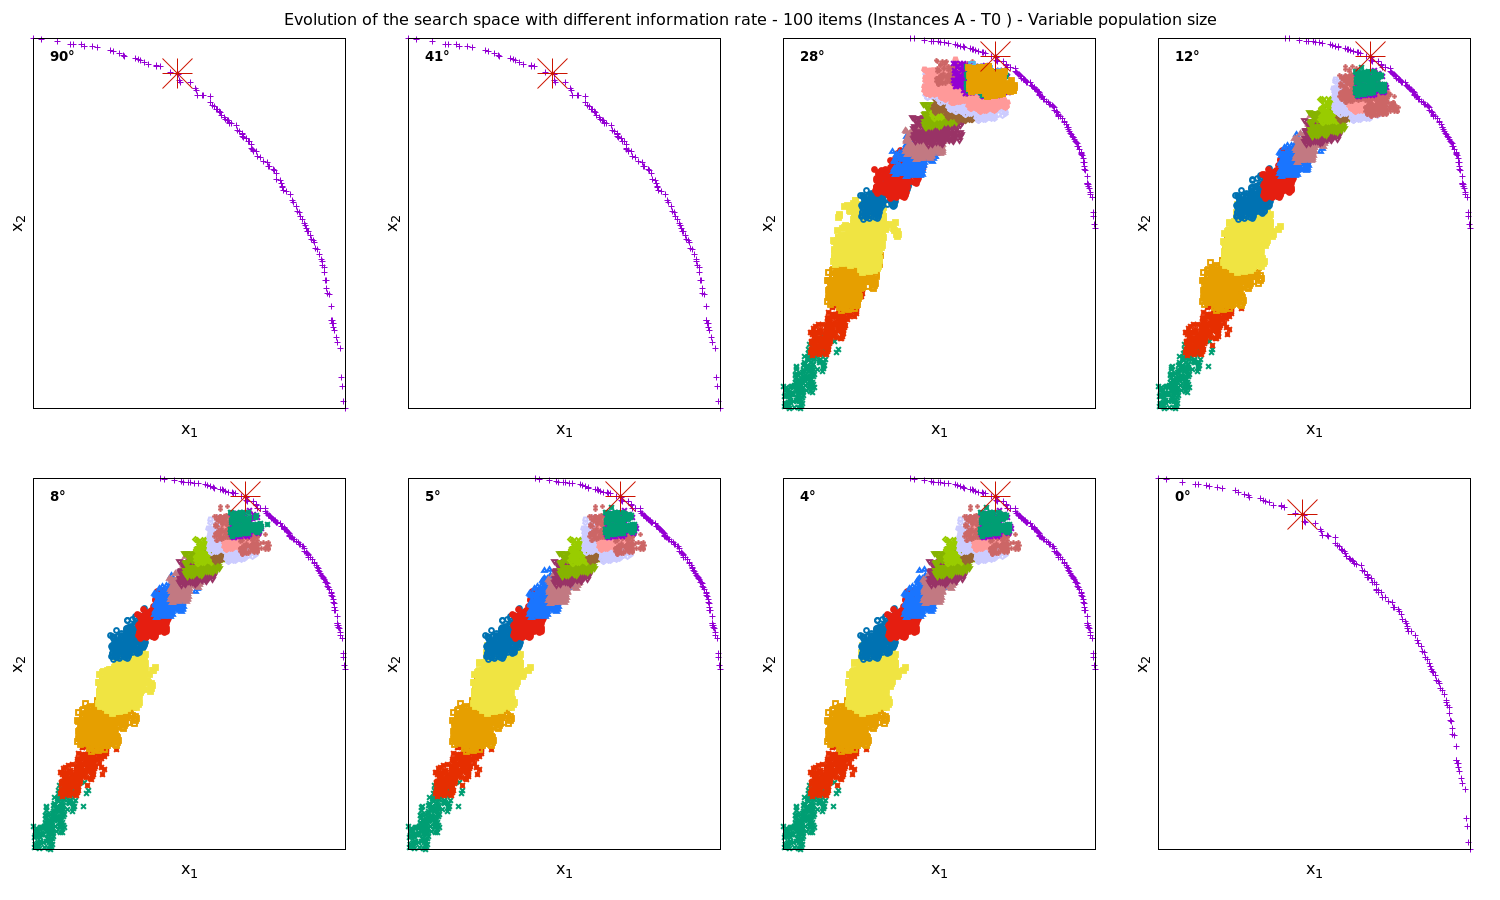 Evolution of the search space with different information rate - 100 items (Instances A - T0 ) - Variable population size
90°
41°
28°
12°
x₂
x₂
x₂
x₂
x₁
x₁
x₁
x₁
8°
5°
4°
0°
x₂
x₂
x₂
x₂
x₁
x₁
x₁
x₁